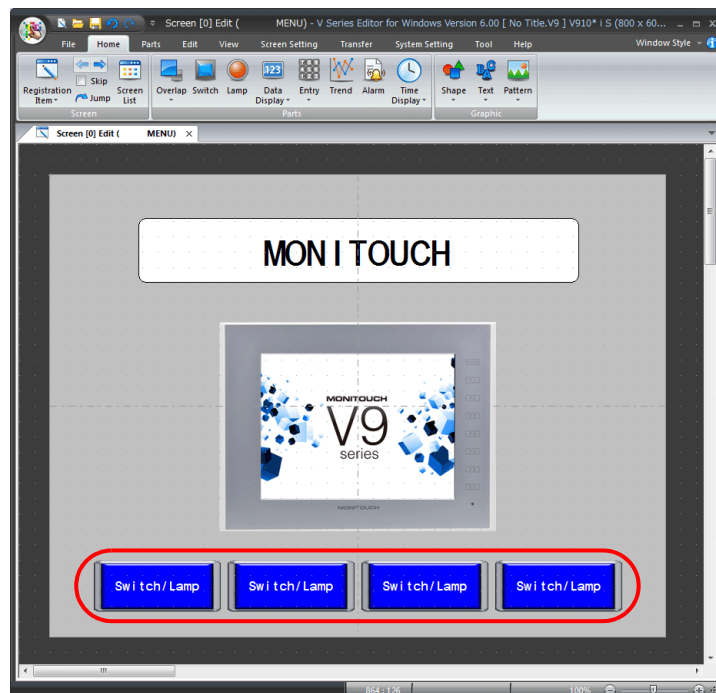 Screen [0] Edit ( MENU) - V Series Editor for Windows Version 6.00 [ No Title.V9 ] V910* i S (800 x 60...
File Home Parts Edit View Screen Setting Transfer System Setting Tool Help Window Style
Registration Item
Skip
Jump
Screen List
Overlap
Switch
Lamp
123
Data Display
Entry
Trend
Alarm
Time Display
Shape
Text
Pattern
Screen
Parts
Graphic
Screen [0] Edit ( MENU)
MONITOUCH
MONITOUCH
V9
series
MONITOUCH
Switch/Lamp Switch/Lamp Switch/Lamp Switch/Lamp
864 : 126 100%